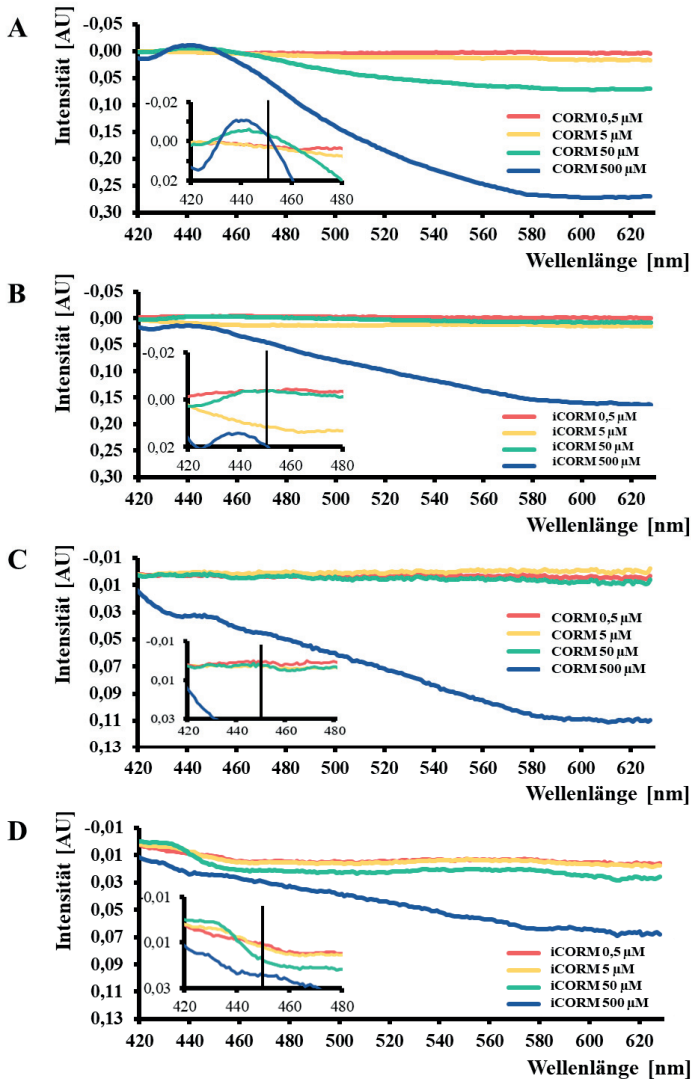 A
Intensität [AU]
-0,05
0,00
0,05
0,10
0,15
0,20
0,25
0,30
420 440 460 480 500 520 540 560 580 600 620
Wellenlänge [nm]
CORM 0,5 µM
CORM 5 µM
CORM 50 µM
CORM 500 µM
-0.02
0.00
0.02
420 440 460 480
B
Intensität [AU]
-0,05
0,00
0,05
0,10
0,15
0,20
0,25
0,30
420 440 460 480 500 520 540 560 580 600 620
Wellenlänge [nm]
iCORM 0,5 µM
iCORM 5 µM
iCORM 50 µM
iCORM 500 µM
-0,02
0,00
0,02
420 440 460 480
C
Intensität [AU]
-0,01
0,01
0,03
0,05
0,07
0,09
0,11
0,13
420 440 460 480 500 520 540 560 580 600 620
Wellenlänge [nm]
CORM 0,5 µM
CORM 5 µM
CORM 50 µM
CORM 500 µM
-0,01
0,01
0,03
420 440 460 480
D
Intensität [AU]
-0,01
0,01
0,03
0,05
0,07
0,09
0,11
0,13
420 440 460 480 500 520 540 560 580 600 620
Wellenlänge [nm]
iCORM 0,5 µM
iCORM 5 µM
iCORM 50 µM
iCORM 500 µM
-0,01
0,01
0,03
420 440 460 480